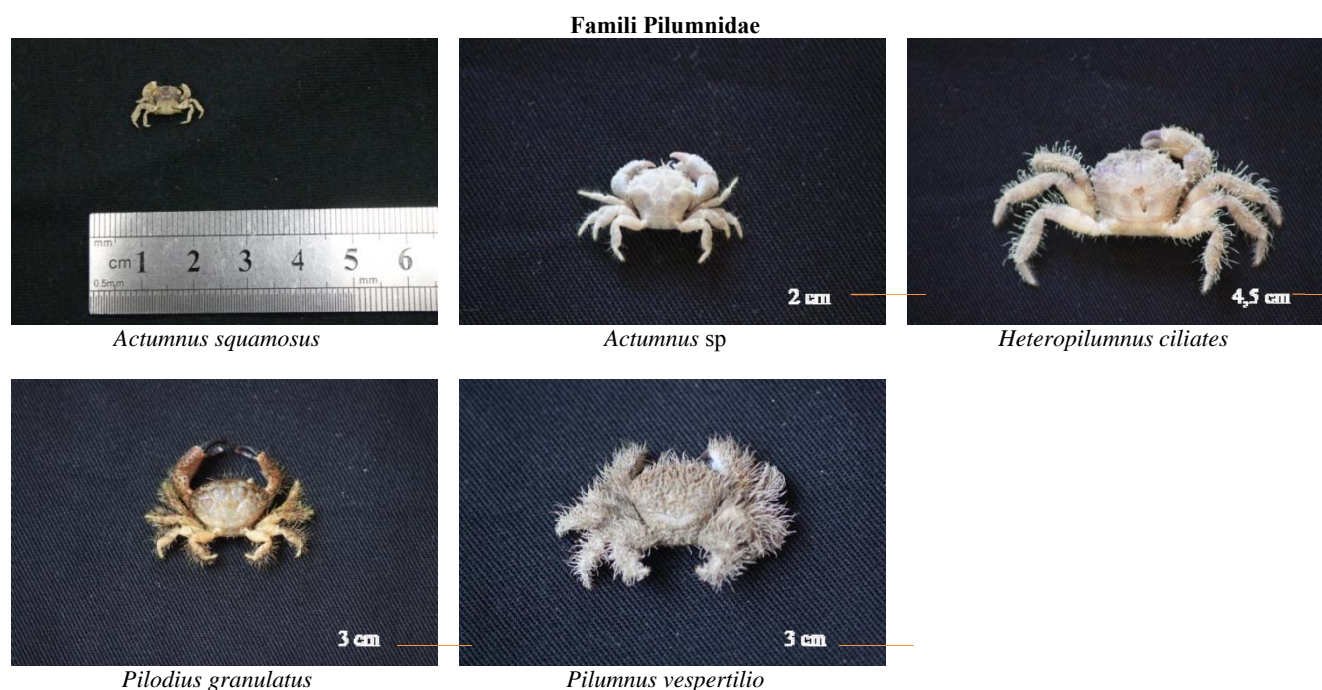 Famili Pilumnidae
mm
cm 1 2 3 4 5 6
0.5m,m mm
2 cm
4,5 cm
Actumnus squamosus
Actumnus sp
Heteropilumnus ciliates
3 cm
3 cm
Pilodius granulatus
Pilumnus vespertilio